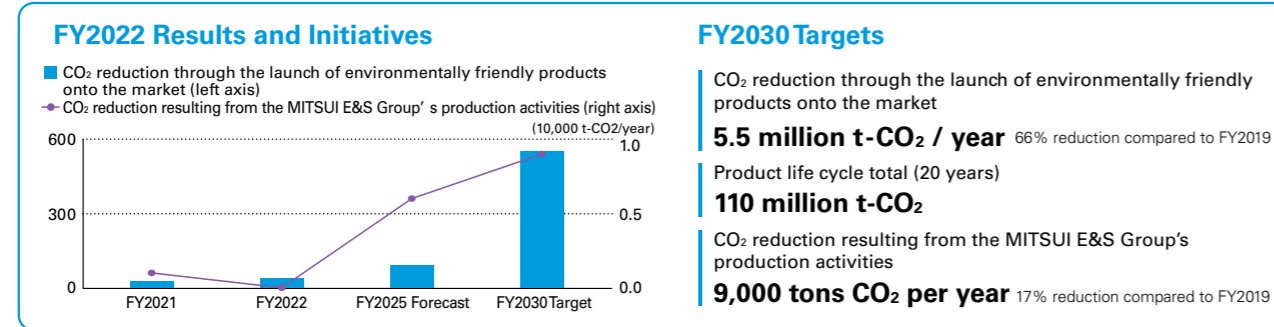 FY2022 Results and Initiatives
CO₂ reduction through the launch of environmentally friendly products
onto the market (left axis)
CO₂ reduction resulting from the MITSUI E&S Group' s production activities (right axis)
(10,000 t-CO2/year)
600
300
0
1.0
0.5
0.0
FY2021
FY2022
FY2025 Forecast
FY2030Target
FY2030 Targets
CO₂ reduction through the launch of environmentally friendly
products onto the market
5.5 million t-CO₂ / year 66% reduction compared to FY2019
Product life cycle total (20 years)
110 million t-CO₂
CO₂ reduction resulting from the MITSUI E&S Group's
production activities
9,000 tons CO₂ per year 17% reduction compared to FY2019